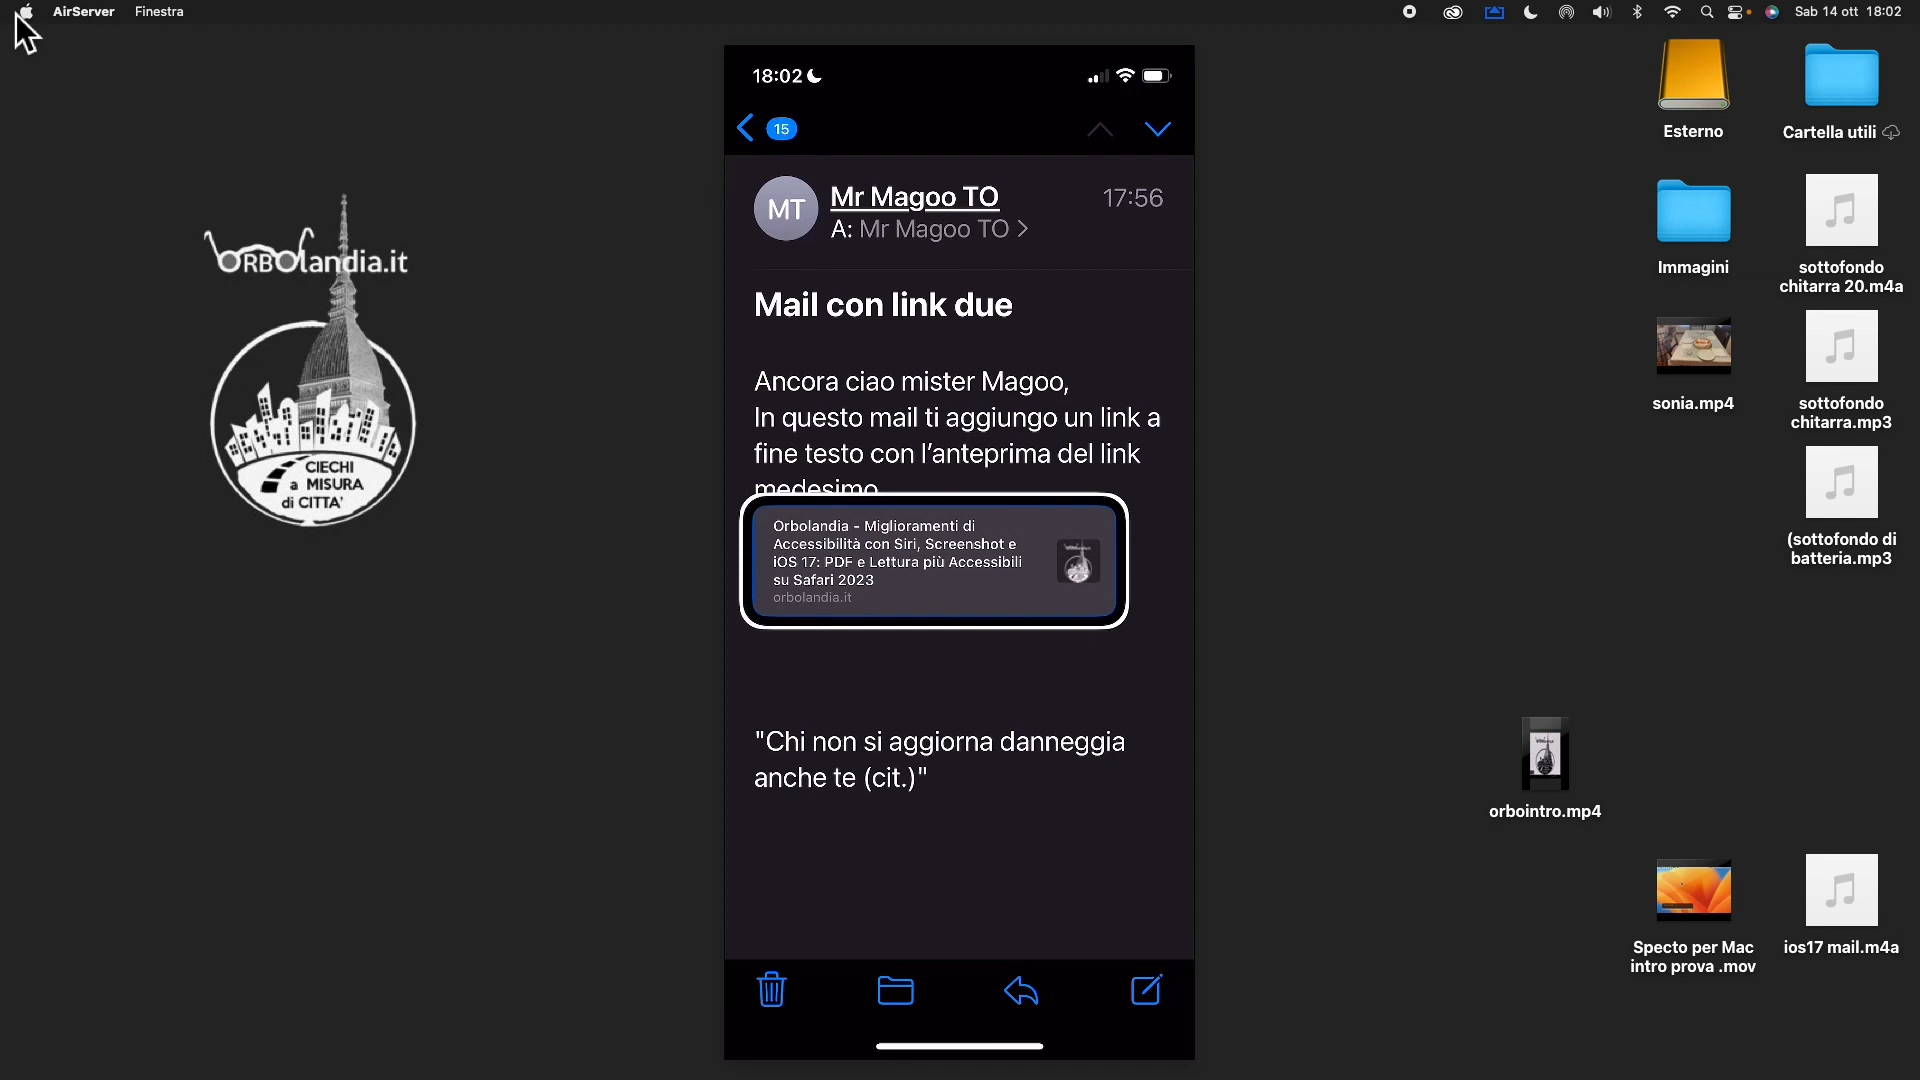 AirServer Finestra
Sab 14 ott 18:02
18:02
15
MT
Mr Magoo TO
17:56
A: Mr Magoo TO
Mail con link due
Ancora ciao mister Magoo,
In questo mail ti aggiungo un link a
fine testo con l'anteprima del link
medesimo
Orbolandia - Miglioramenti di
Accessibilità con Siri, Screenshot e
iOS 17: PDF e Lettura più Accessibili
su Safari 2023
orbolandia.it
"Chi non si aggiorna danneggia
anche te (cit.)"
ORBOlandia.it
CIECHI
a MISURA
di CITTA'
Esterno
Cartella utili
Immagini
sottofondo
chitarra 20.m4a
sonia.mp4
sottofondo
chitarra.mp3
(sottofondo di
batteria.mp3
orbointro.mp4
Specto per Mac
intro prova .mov
ios17 mail.m4a